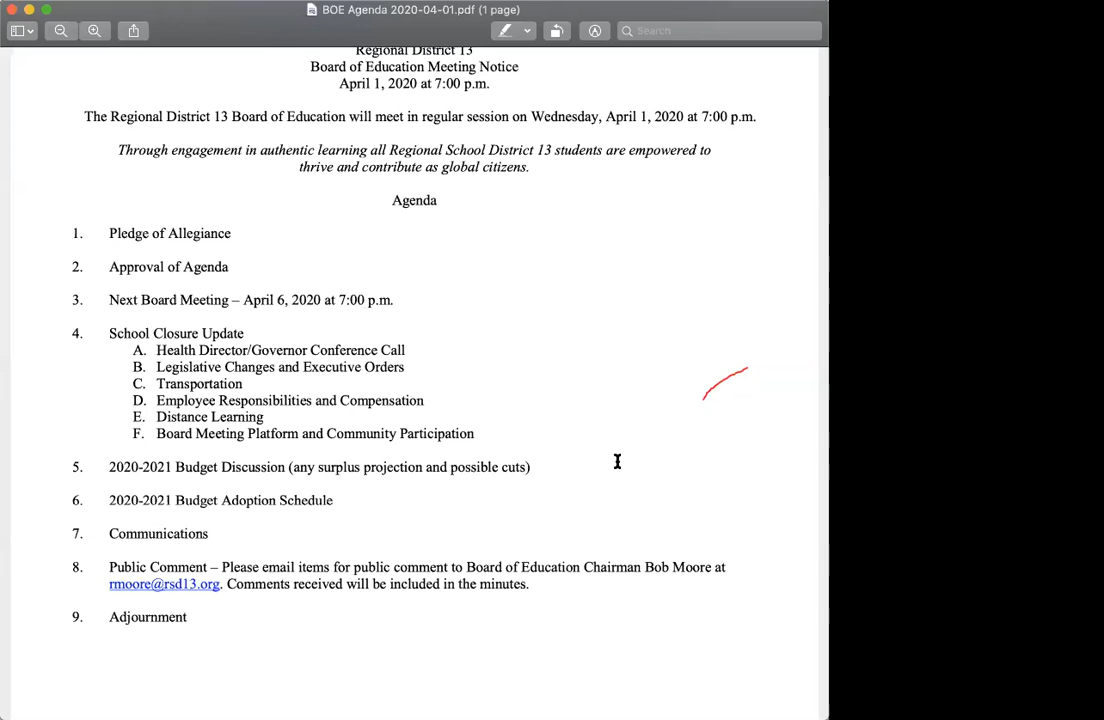 BOE Agenda 2020-04-01.pdf (1 page)
Search
Regional District 13
Board of Education Meeting Notice
April 1, 2020 at 7:00 p.m.
The Regional District 13 Board of Education will meet in regular session on Wednesday, April 1, 2020 at 7:00 p.m.
Through engagement in authentic learning all Regional School District 13 students are empowered to
thrive and contribute as global citizens.
Agenda
1. Pledge of Allegiance
2. Approval of Agenda
3. Next Board Meeting – April 6, 2020 at 7:00 p.m.
4. School Closure Update
A. Health Director/Governor Conference Call
B. Legislative Changes and Executive Orders
C. Transportation
D. Employee Responsibilities and Compensation
E. Distance Learning
F. Board Meeting Platform and Community Participation
5. 2020-2021 Budget Discussion (any surplus projection and possible cuts)
6. 2020-2021 Budget Adoption Schedule
7. Communications
8. Public Comment – Please email items for public comment to Board of Education Chairman Bob Moore at
rmoore@rsd13.org. Comments received will be included in the minutes.
9. Adjournment